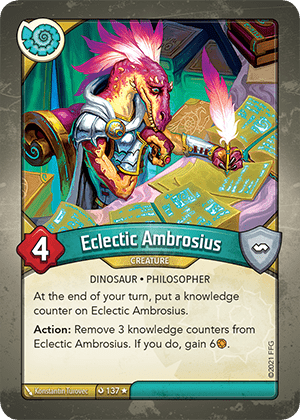 Eclectic Ambrosius
4
CREATURE
DINOSAUR • PHILOSOPHER
At the end of your turn, put a knowledge
counter on Eclectic Ambrosius.
Action: Remove 3 knowledge counters from
Eclectic Ambrosius. If you do, gain 6.
Konstantin Turovec
137
©2021 FFG